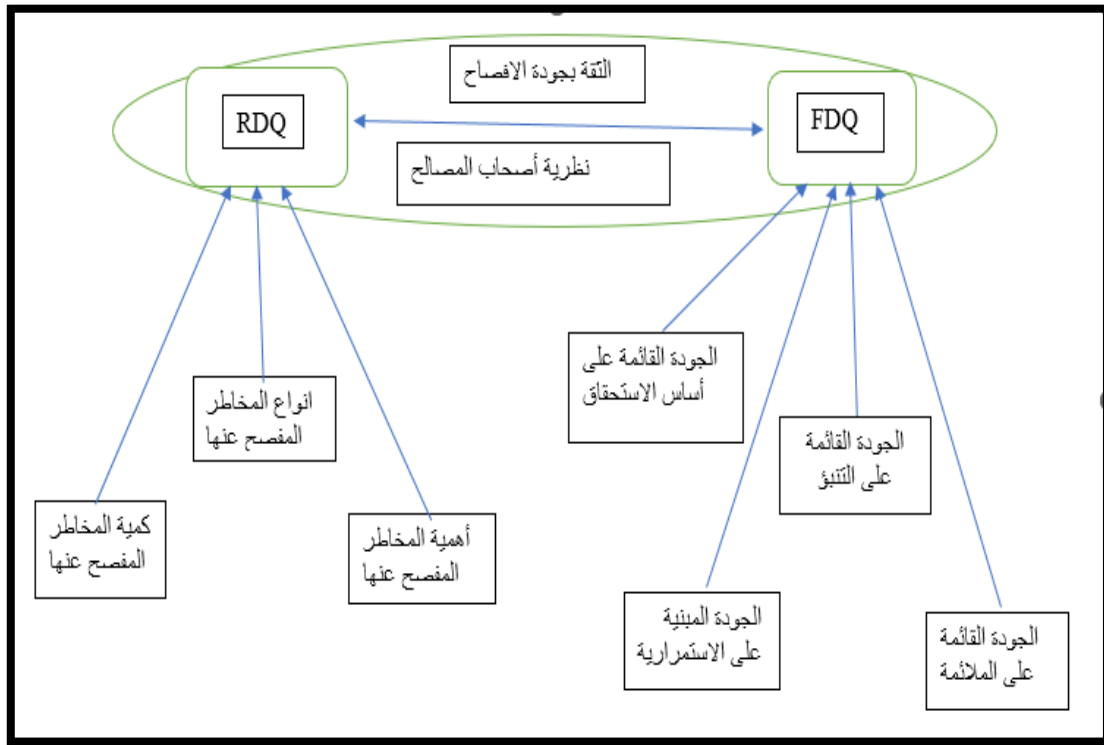 الثقة بجودة الافصاح
FDQ
RDQ
نظرية أصحاب المصالح
الجودة القائمة على
أساس الاستحقاق
انواع المخاطر
المفصح عنها
الجودة القائمة
على التنبؤ
كمية المخاطر
المفصح عنها
أهمية المخاطر
المفصح عنها
الجودة المبنية
على الاستمرارية
الجودة القائمة
على الملائمة